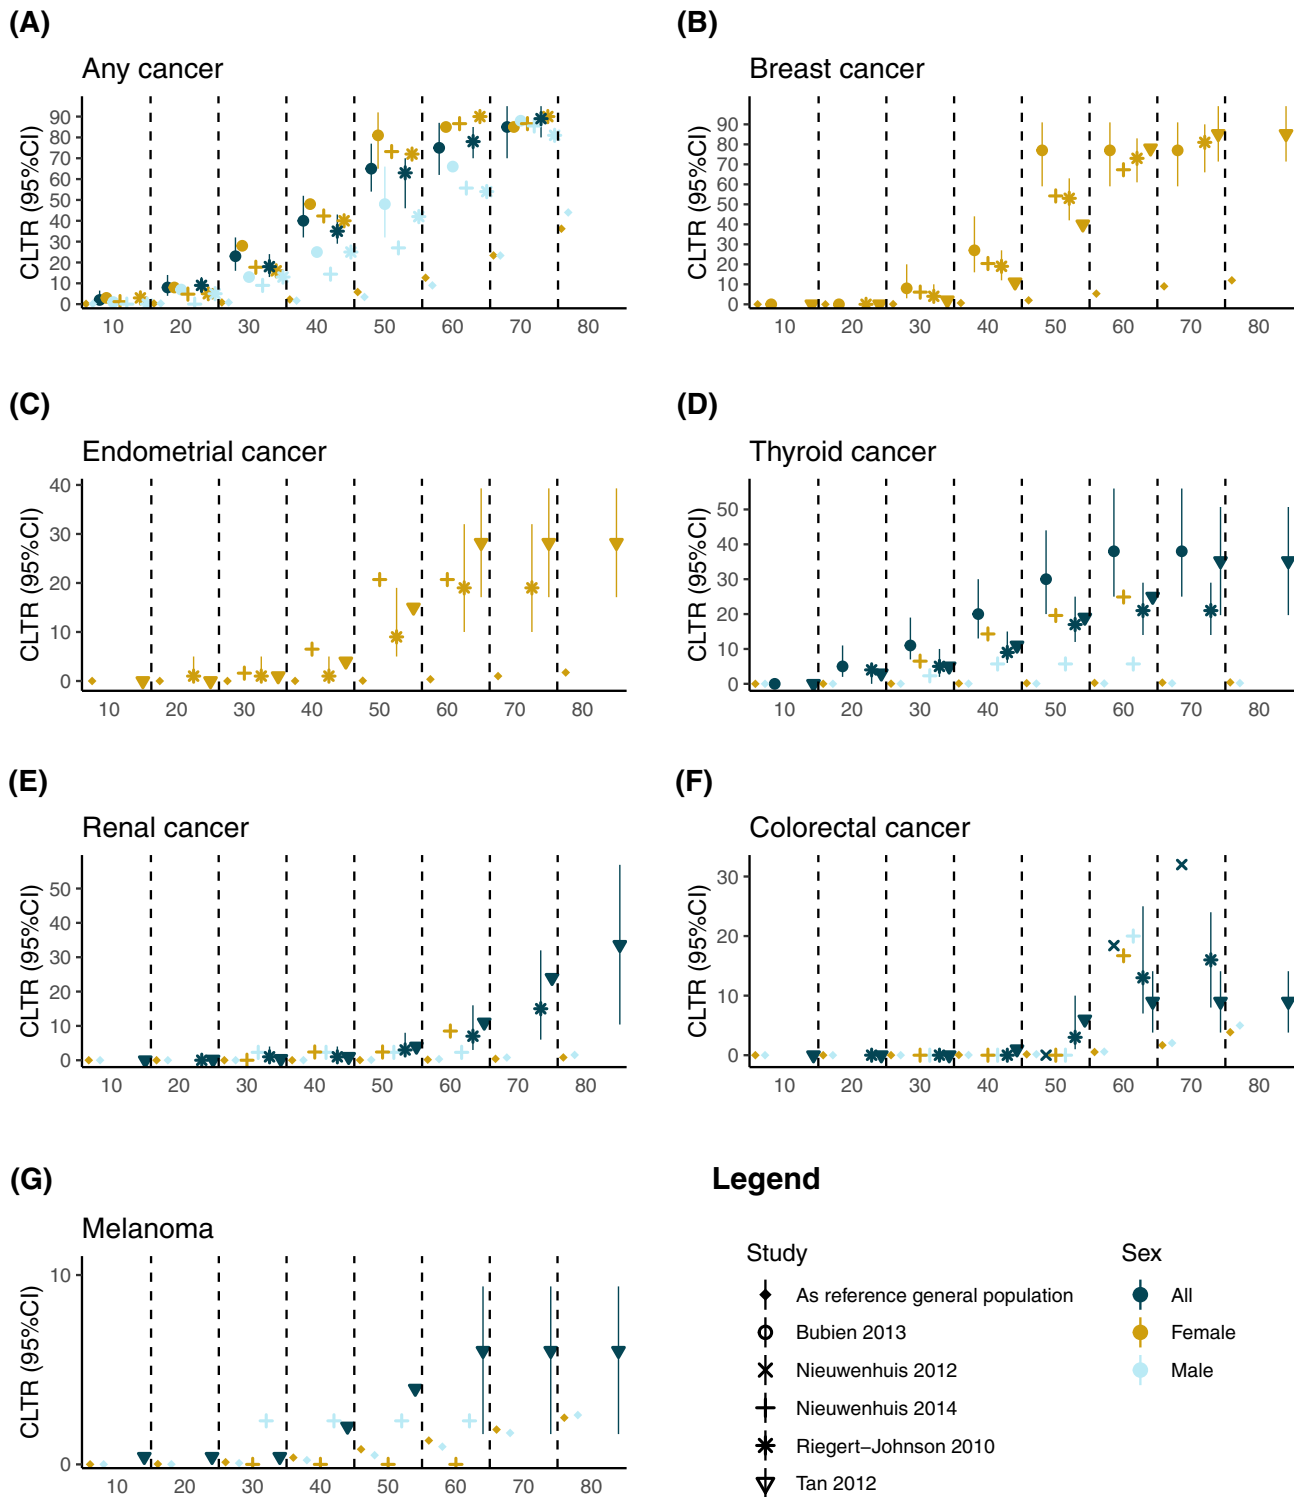 (A)
Any cancer
CLTR (95%CI)
90
80
70
60
50
40
30
20
10
0
10 20 30 40 50 60 70 80
(B)
Breast cancer
CLTR (95%CI)
90
80
70
60
50
40
30
20
10
0
10 20 30 40 50 60 70 80
(C)
Endometrial cancer
CLTR (95%CI)
40
30
20
10
0
10 20 30 40 50 60 70 80
(D)
Thyroid cancer
CLTR (95%CI)
50
40
30
20
10
0
10 20 30 40 50 60 70 80
(E)
Renal cancer
CLTR (95%CI)
50
40
30
20
10
0
10 20 30 40 50 60 70 80
(F)
Colorectal cancer
CLTR (95%CI)
30
20
10
0
10 20 30 40 50 60 70 80
(G)
Melanoma
CLTR (95%CI)
10
0
10 20 30 40 50 60 70 80
Legend
Study
As reference general population
Bubien 2013
Nieuwenhuis 2012
Nieuwenhuis 2014
Riegert−Johnson 2010
Tan 2012
Sex
All
Female
Male